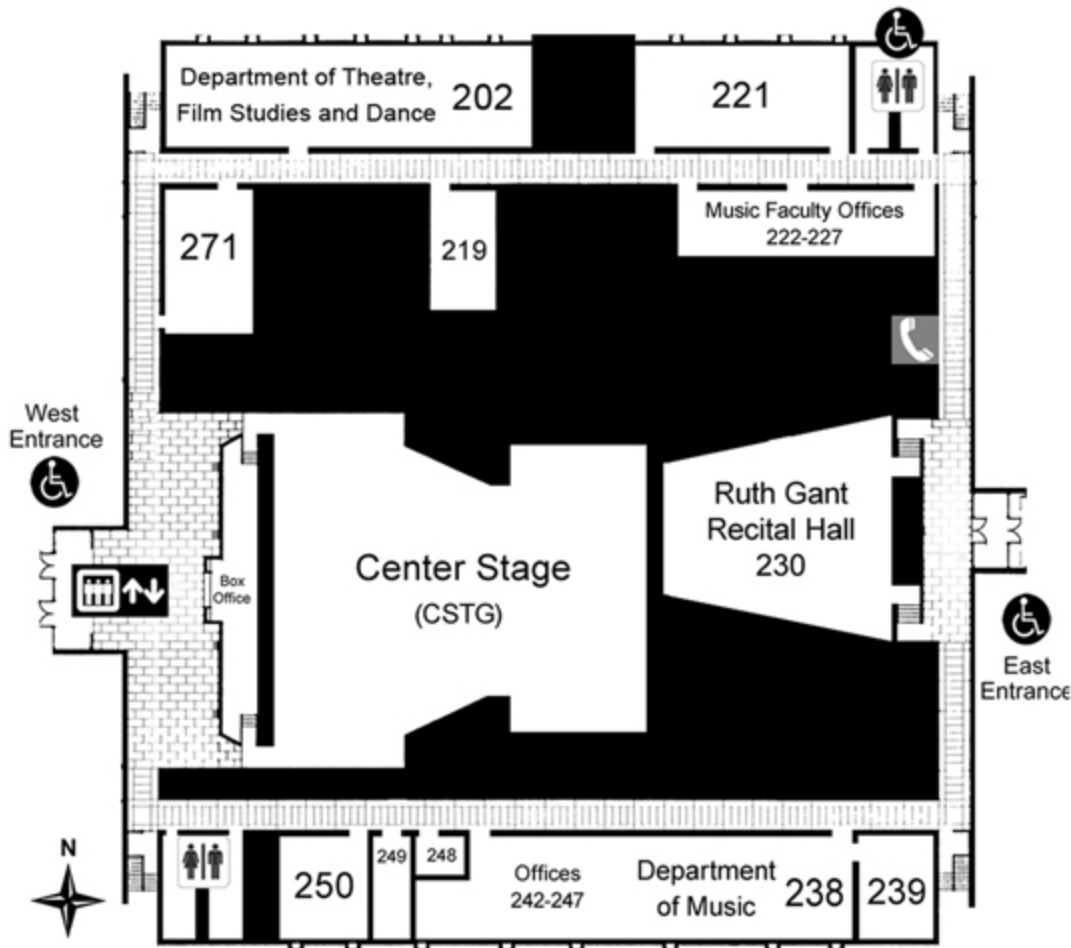 Department of Theatre,
Film Studies and Dance
202
221
271
219
Music Faculty Offices
222-227
West
Entrance
Center Stage
(CSTG)
Box
Office
Ruth Gant
Recital Hall
230
East
Entrance
N
250
249
248
Offices
242-247
Department
of Music
238
239